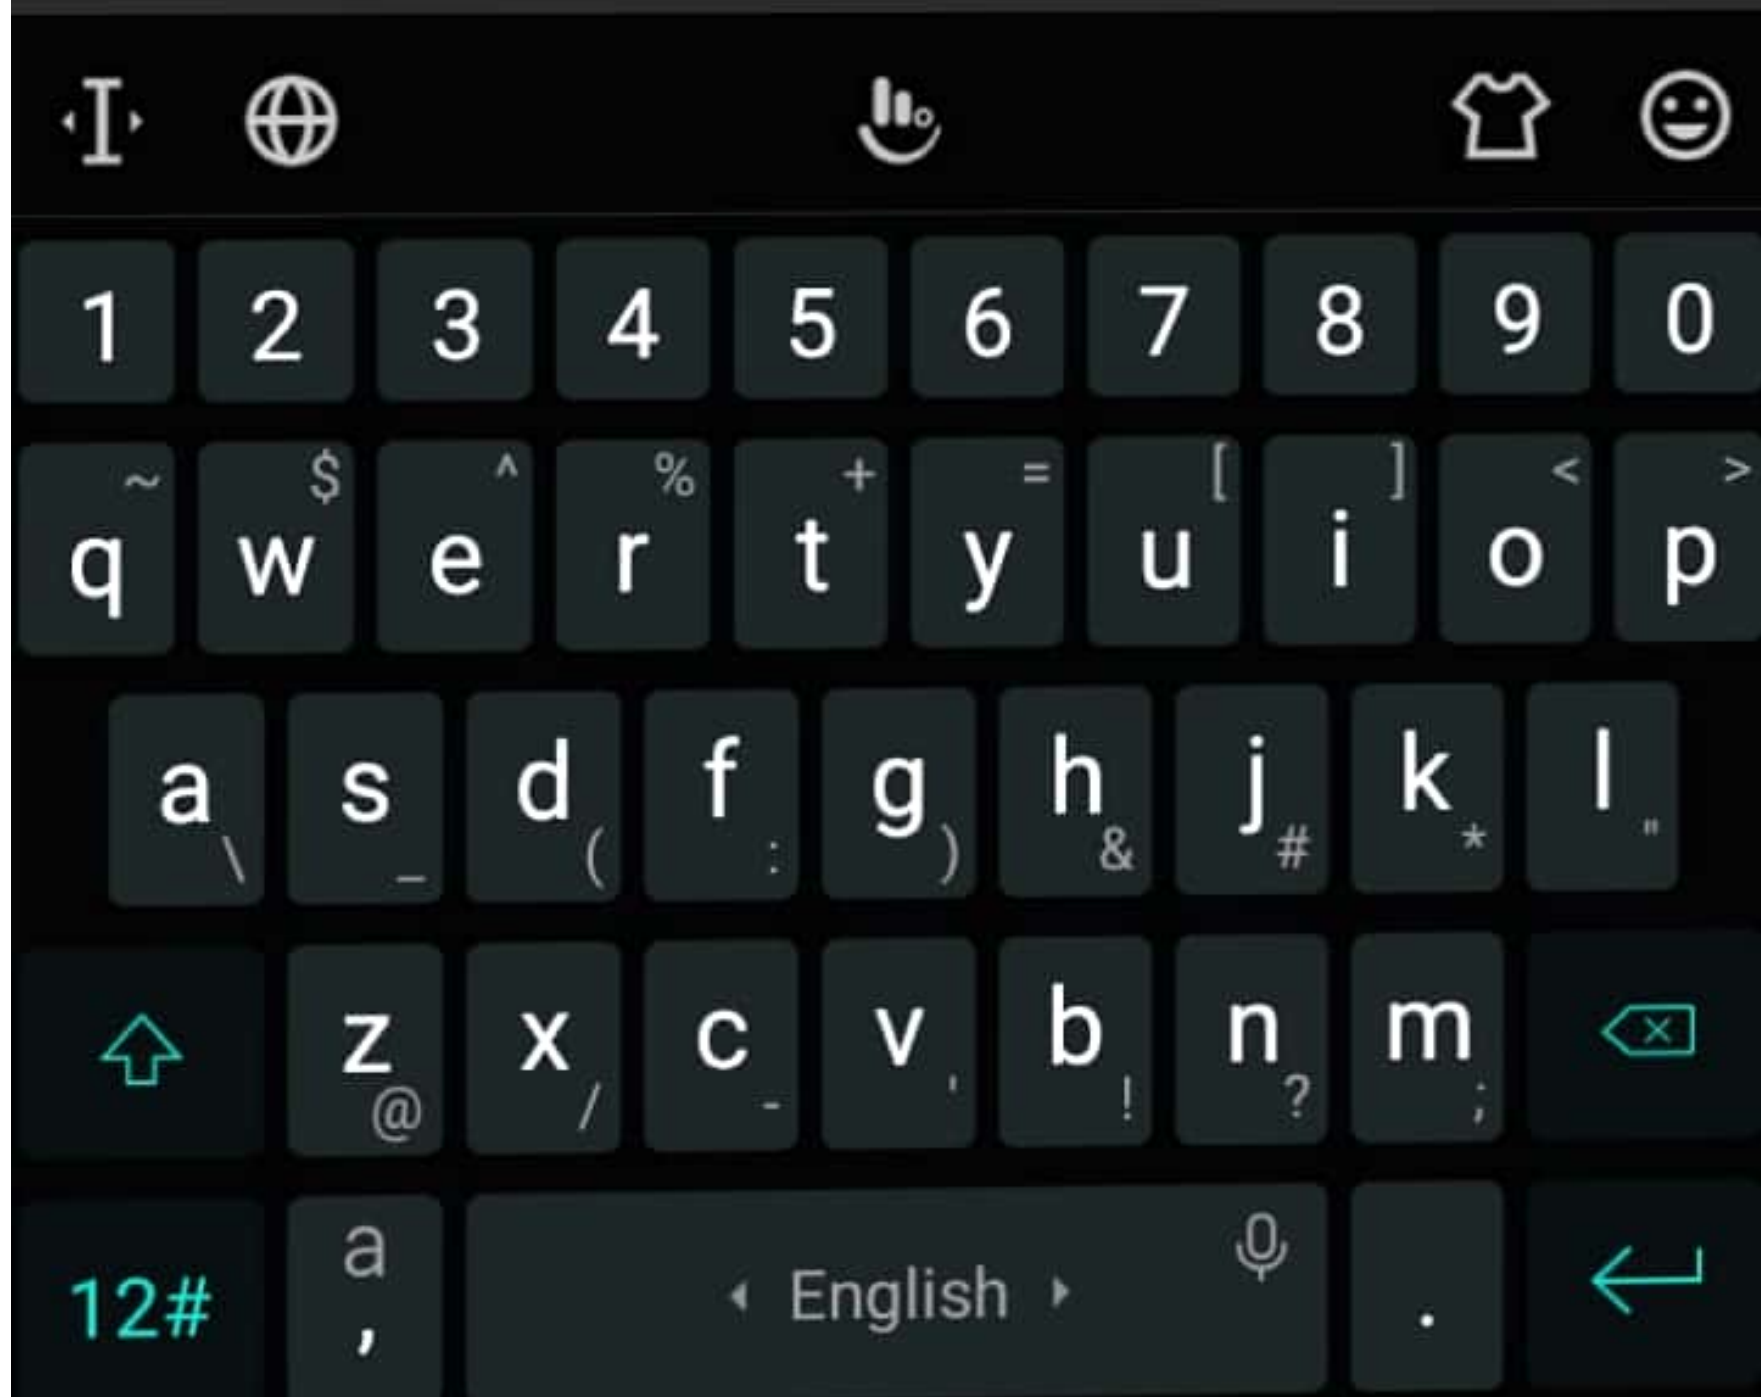 1 2 3 4 5 6 7 8 9 0
~ $ ^ % + = [ ] < >
q w e r t y u i o p
a s d f g h j k l
\ _ ( : ) & # * "
z x c v b n m
@ / - ' ! ? ;
a
12# , English .